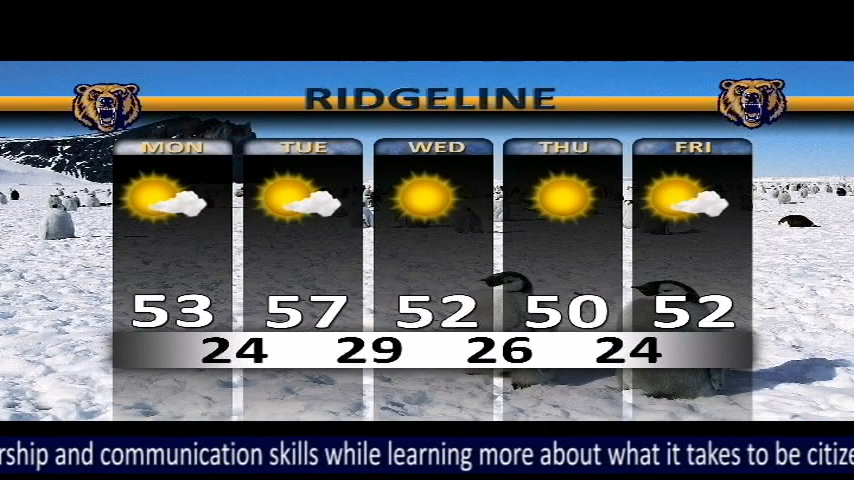 RIDGELINE
MON TUE WED THU FRI
53 57 52 50 52
24 29 26 24
rship and communication skills while learning more about what it takes to be citize